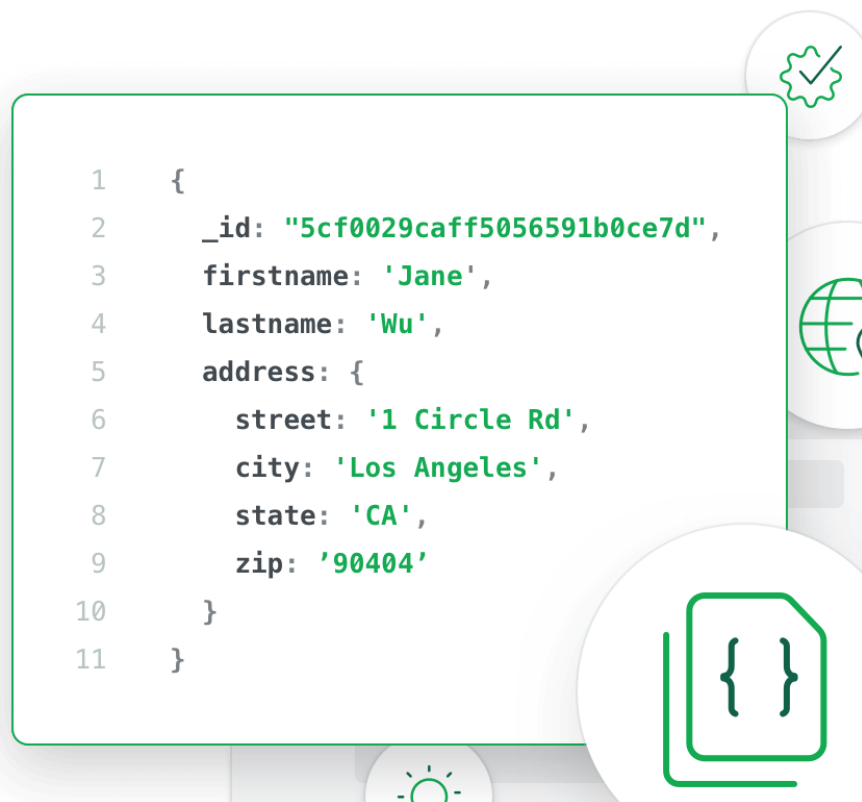 1 {
2 _id: "5cf0029caff5056591b0ce7d",
3 firstname: 'Jane',
4 lastname: 'Wu',
5 address: {
6 street: '1 Circle Rd',
7 city: 'Los Angeles',
8 state: 'CA',
9 zip: ’90404’
10 }
11 }
{ }